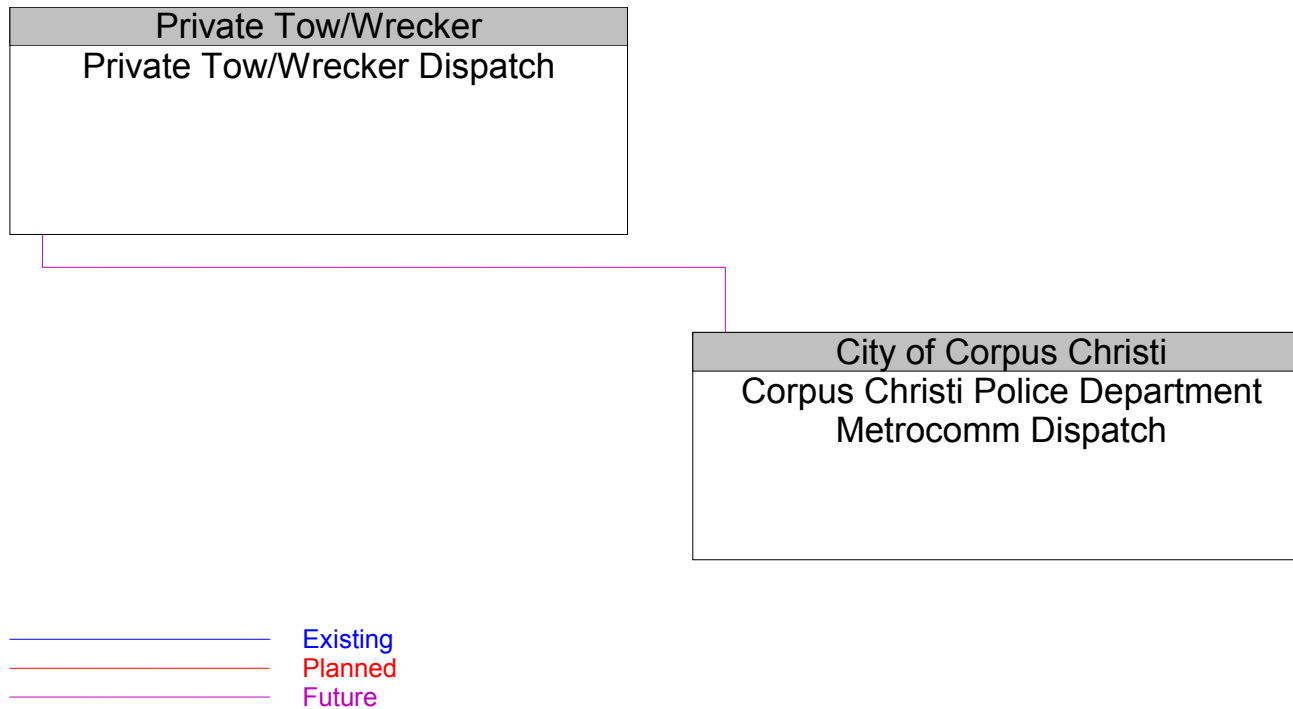 Private Tow/Wrecker
Private Tow/Wrecker Dispatch
City of Corpus Christi
Corpus Christi Police Department
Metrocomm Dispatch
Existing
Planned
Future